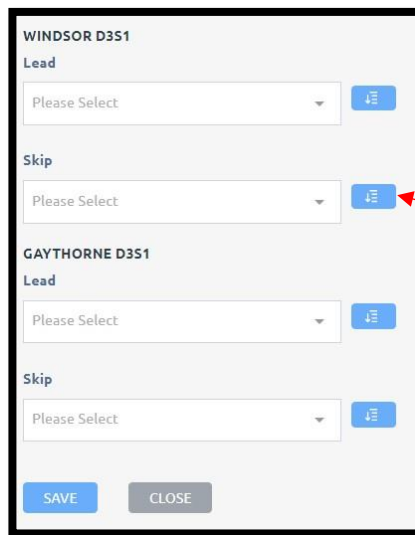 WINDSOR D3S1
Lead
Please Select
Skip
Please Select
GAYTHORNE D3S1
Lead
Please Select
Skip
Please Select
SAVE CLOSE